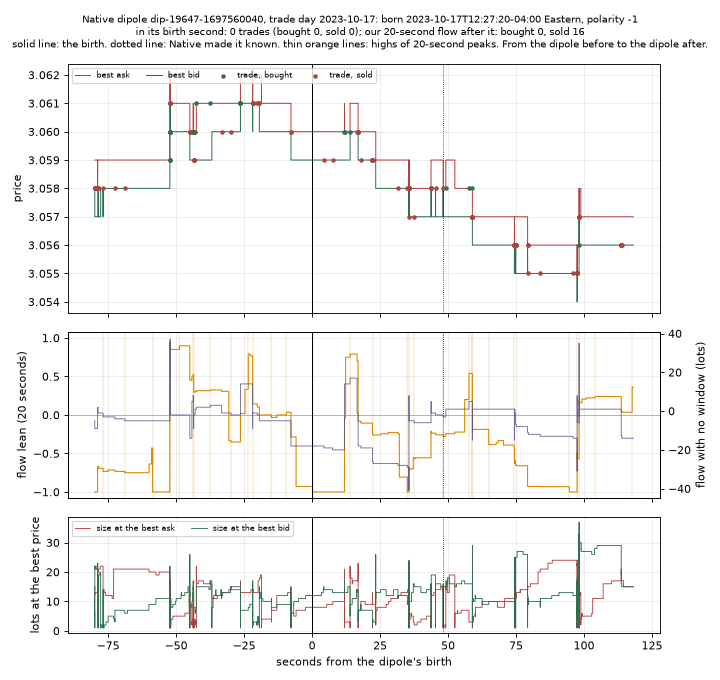 Native dipole dip-19647-1697560040, trade day 2023-10-17: born 2023-10-17T12:27:20-04:00 Eastern, polarity -1
in its birth second: 0 trades (bought 0, sold 0); our 20-second flow after it: bought 0, sold 16
solid line: the birth. dotted line: Native made it known. thin orange lines: highs of 20-second peaks. From the dipole before to the dipole after.
best ask
best bid
trade, bought
trade, sold
3.062
3.061
3.060
3.059
3.058
3.057
3.056
3.055
3.054
price
1.0
0.5
0.0
−0.5
−1.0
flow lean (20 seconds)
40
20
0
−20
−40
flow with no window (lots)
size at the best ask
size at the best bid
30
20
10
0
lots at the best price
−75
−50
−25
0
25
50
75
100
125
seconds from the dipole's birth